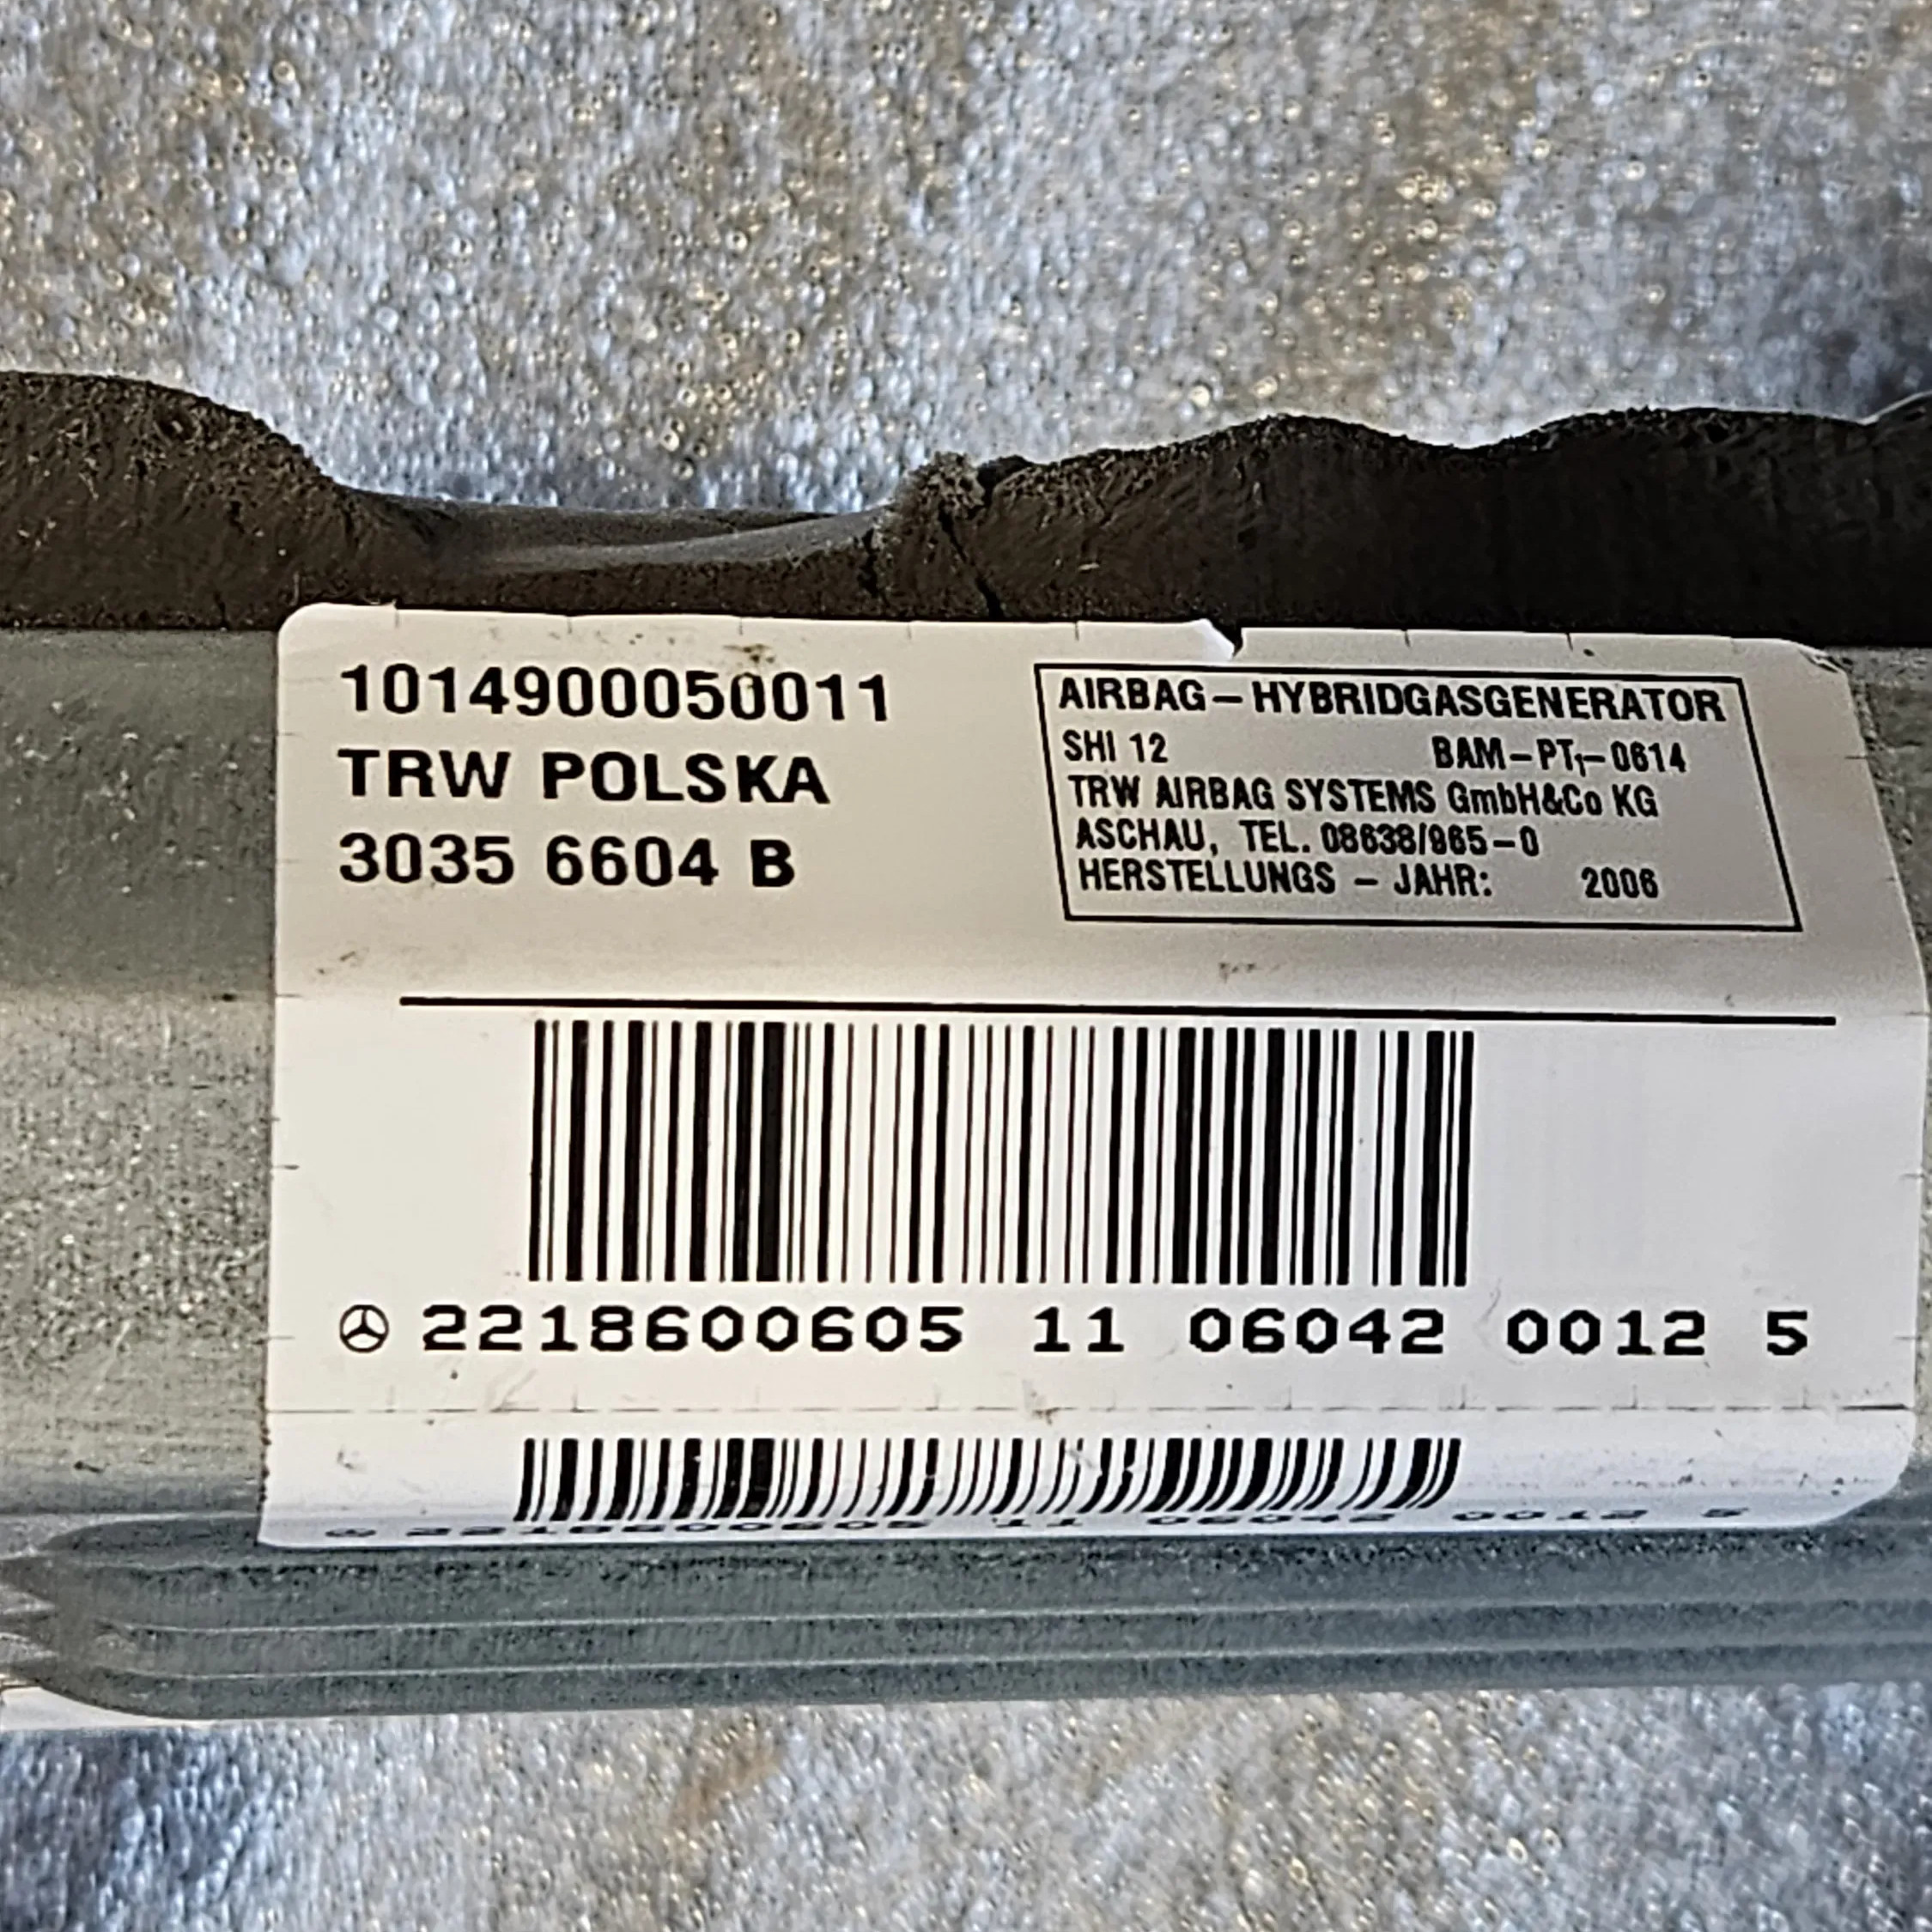 1014900050011
TRW POLSKA
3035 6604 B
AIRBAG-HYBRIDGASGENERATOR
SHI 12 BAM-PT1-0614
TRW AIRBAG SYSTEMS GmbH&Co KG
ASCHAU, TEL. 08638/965-0
HERSTELLUNGS - JAHR: 2006
2218600605 11 06042 0012 5